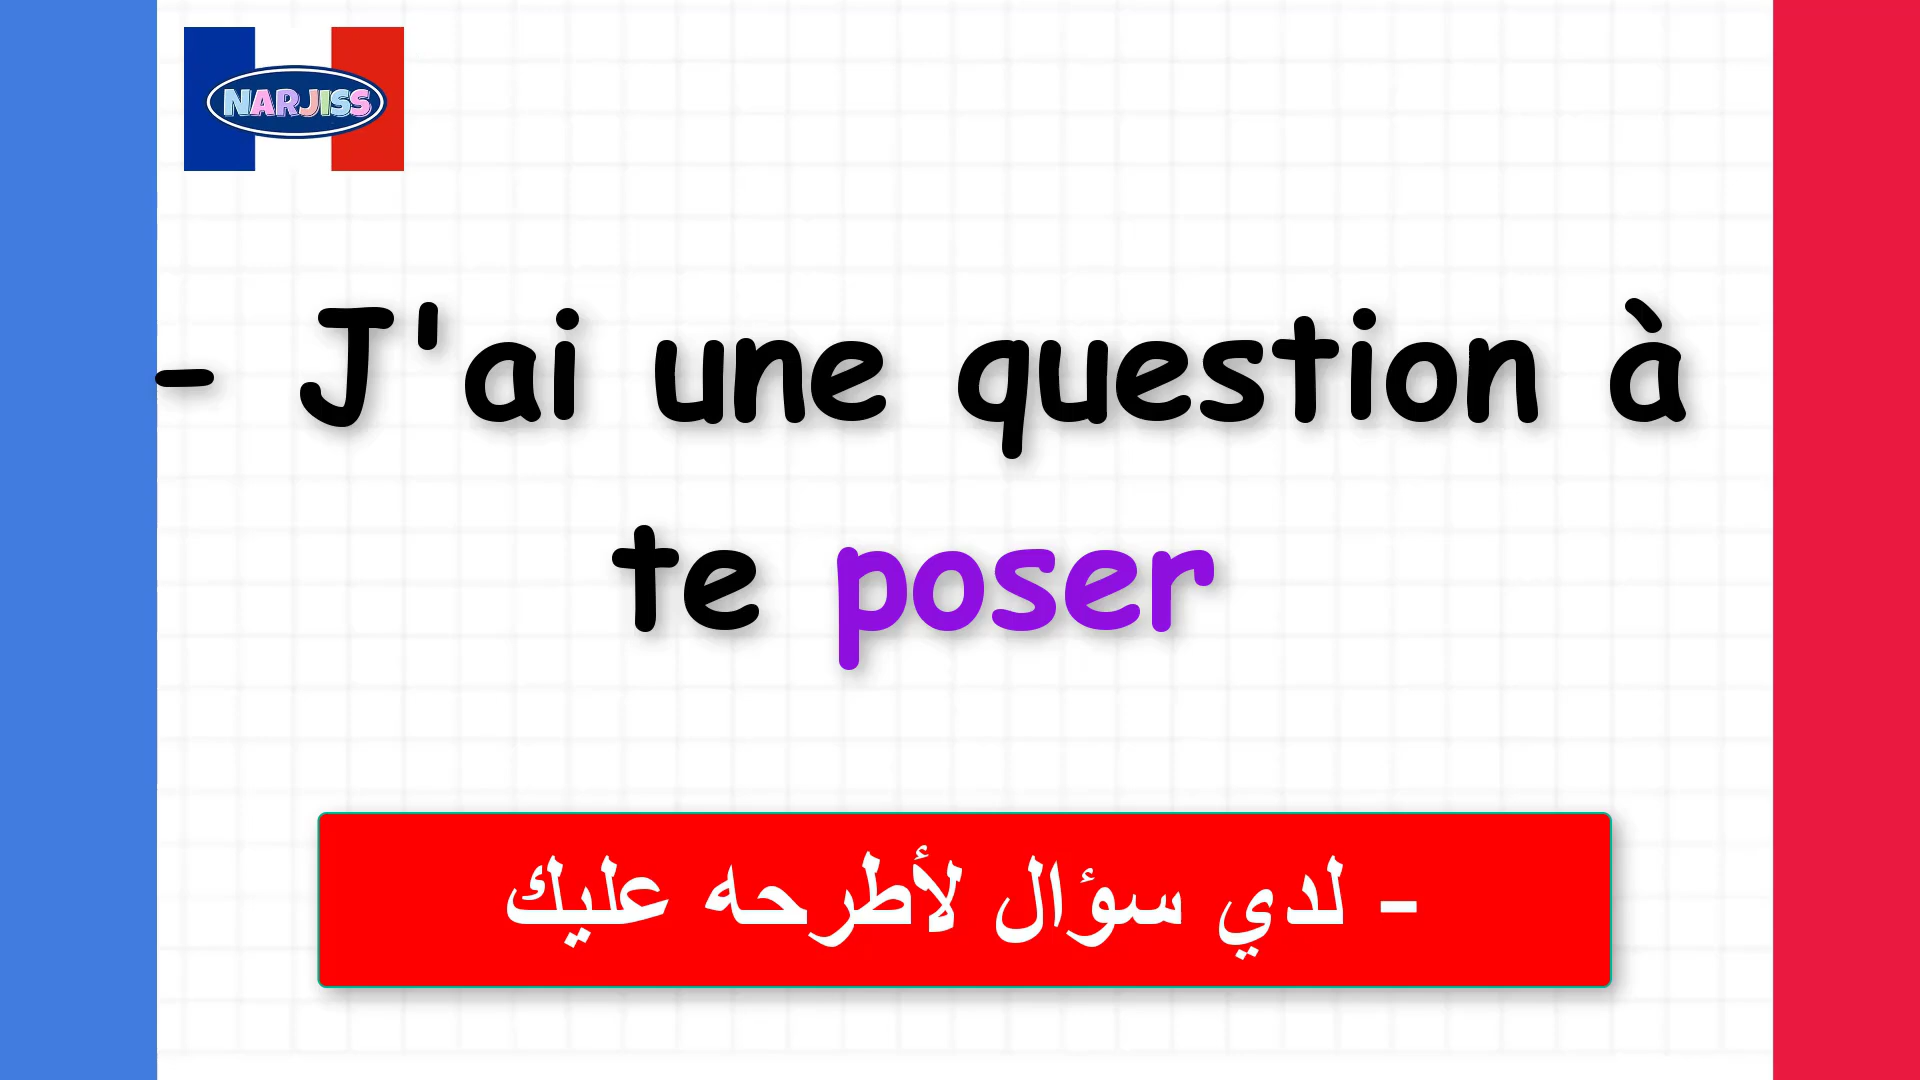 NARJISS
- J'ai une question à
te poser
- لدي سؤال لأطرحه عليك